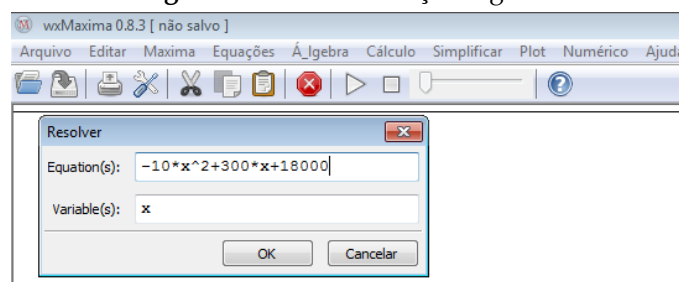 wxMaxima 0.8.3 [ não salvo ]
Arquivo Editar Maxima Equações Á_lgebra Cálculo Simplificar Plot Numérico Ajuda
Resolver
Equation(s): -10*x^2+300*x+18000
Variable(s): x
OK Cancelar